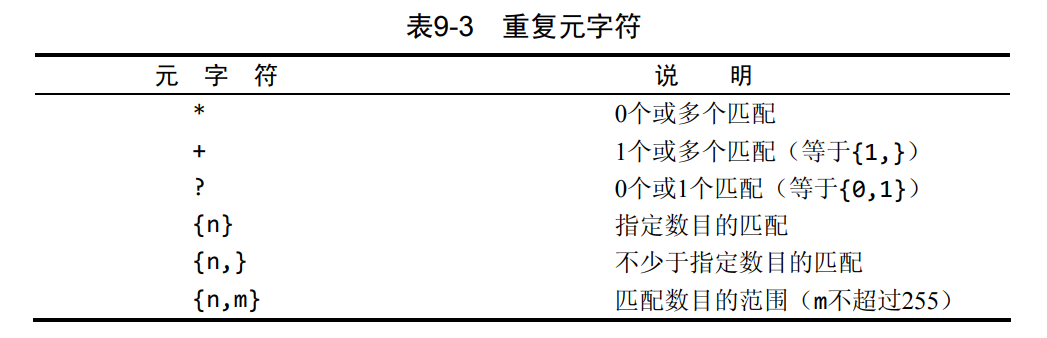 表9-3 重复元字符
元 字 符 说 明
* 0个或多个匹配
+ 1个或多个匹配（等于{1,}）
? 0个或1个匹配（等于{0,1}）
{n} 指定数目的匹配
{n,} 不少于指定数目的匹配
{n,m} 匹配数目的范围（m不超过255）